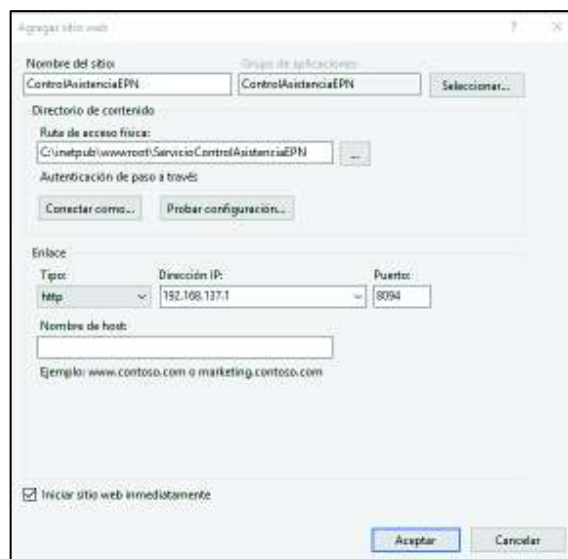 Agregar sitio web ? ×
Nombre del sitio: Grupo de aplicaciones:
ControlAsistenciaEPN ControlAsistenciaEPN Seleccionar...
Directorio de contenido
Ruta de acceso física:
C:\inetpub\wwwroot\ServicioControlAsistenciaEPN ...
Autenticación de paso a través
Conectar como... Probar configuración...
Enlace
Tipo: Dirección IP: Puerto:
http 192.168.137.1 8094
Nombre de host:
Ejemplo: www.contoso.com o marketing.contoso.com
Iniciar sitio web inmediatamente
Aceptar Cancelar